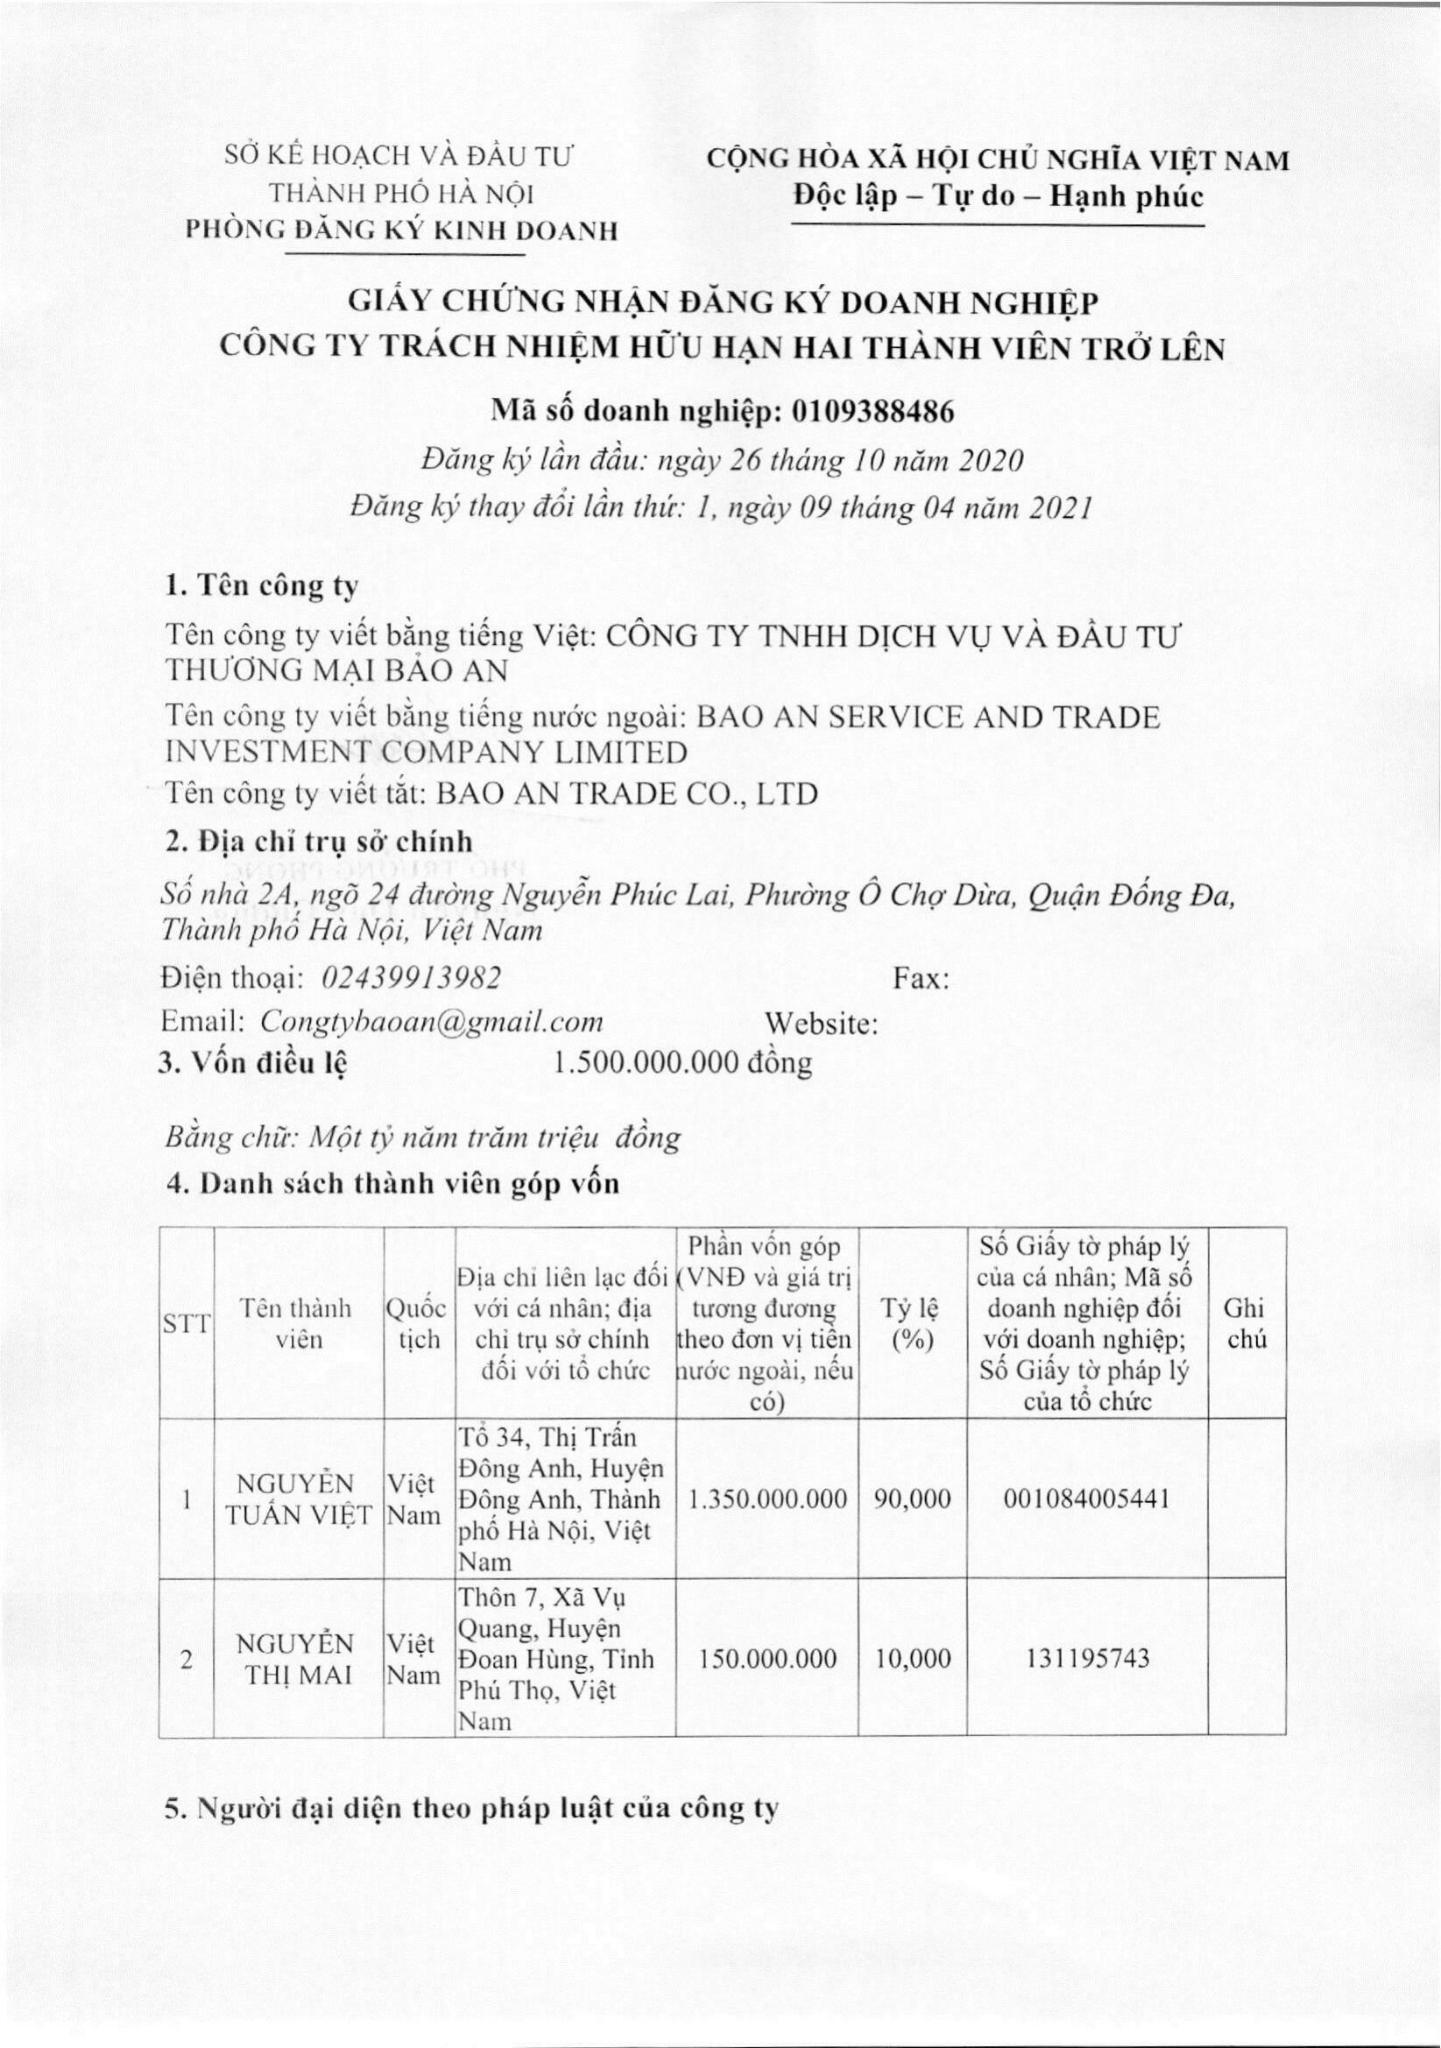 SỞ KẾ HOẠCH VÀ ĐẦU TƯ
THÀNH PHỐ HÀ NỘI
PHÒNG ĐĂNG KÝ KINH DOANH
CỘNG HÒA XÃ HỘI CHỦ NGHĨA VIỆT NAM
Độc lập – Tự do – Hạnh phúc
GIẤY CHỨNG NHẬN ĐĂNG KÝ DOANH NGHIỆP
CÔNG TY TRÁCH NHIỆM HỮU HẠN HAI THÀNH VIÊN TRỞ LÊN
Mã số doanh nghiệp: 0109388486
Đăng ký lần đầu: ngày 26 tháng 10 năm 2020
Đăng ký thay đổi lần thứ: 1, ngày 09 tháng 04 năm 2021
1. Tên công ty
Tên công ty viết bằng tiếng Việt: CÔNG TY TNHH DỊCH VỤ VÀ ĐẦU TƯ
THƯƠNG MẠI BẢO AN
Tên công ty viết bằng tiếng nước ngoài: BAO AN SERVICE AND TRADE
INVESTMENT COMPANY LIMITED
Tên công ty viết tắt: BAO AN TRADE CO., LTD
2. Địa chỉ trụ sở chính
Số nhà 2A, ngõ 24 đường Nguyễn Phúc Lai, Phường Ô Chợ Dừa, Quận Đống Đa,
Thành phố Hà Nội, Việt Nam
Điện thoại: 02439913982 Fax:
Email: Congtybaoan@gmail.com Website:
3. Vốn điều lệ 1.500.000.000 đồng
Bằng chữ: Một tỷ năm trăm triệu đồng
4. Danh sách thành viên góp vốn
STT
Tên thành
viên
Quốc
tịch
Địa chỉ liên lạc đối
với cá nhân; địa
chỉ trụ sở chính
đối với tổ chức
Phần vốn góp
(VNĐ và giá trị
tương đương
theo đơn vị tiền
nước ngoài, nếu
có)
Tỷ lệ
(%)
Số Giấy tờ pháp lý
của cá nhân; Mã số
doanh nghiệp đối
với doanh nghiệp;
Số Giấy tờ pháp lý
của tổ chức
Ghi
chú
1
NGUYỄN
TUẤN VIỆT
Việt
Nam
Tổ 34, Thị Trấn
Đông Anh, Huyện
Đông Anh, Thành
phố Hà Nội, Việt
Nam
1.350.000.000
90,000
001084005441
2
NGUYỄN
THỊ MAI
Việt
Nam
Thôn 7, Xã Vụ
Quang, Huyện
Đoan Hùng, Tỉnh
Phú Thọ, Việt
Nam
150.000.000
10,000
131195743
5. Người đại diện theo pháp luật của công ty